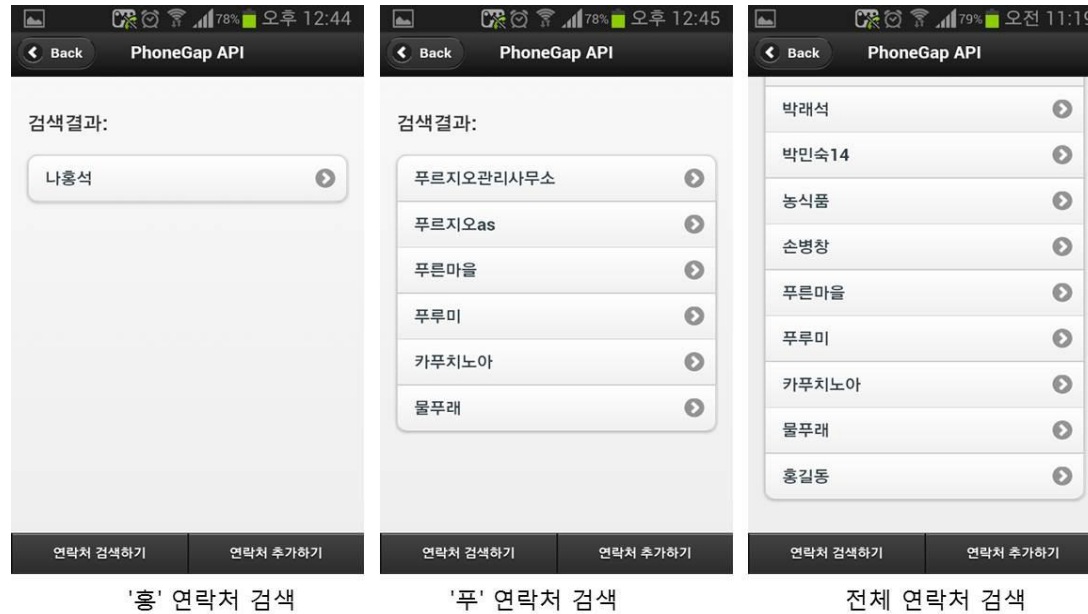 78% 오후 12:44
Back PhoneGap API
검색결과:
나홍석
연락처 검색하기 연락처 추가하기
'홍' 연락처 검색
78% 오후 12:45
Back PhoneGap API
검색결과:
푸르지오관리사무소
푸르지오as
푸른마을
푸루미
카푸치노아
물푸래
연락처 검색하기 연락처 추가하기
'푸' 연락처 검색
79% 오전 11:19
Back PhoneGap API
박래석
박민숙14
농식품
손병창
푸른마을
푸루미
카푸치노아
물푸래
홍길동
연락처 검색하기 연락처 추가하기
전체 연락처 검색